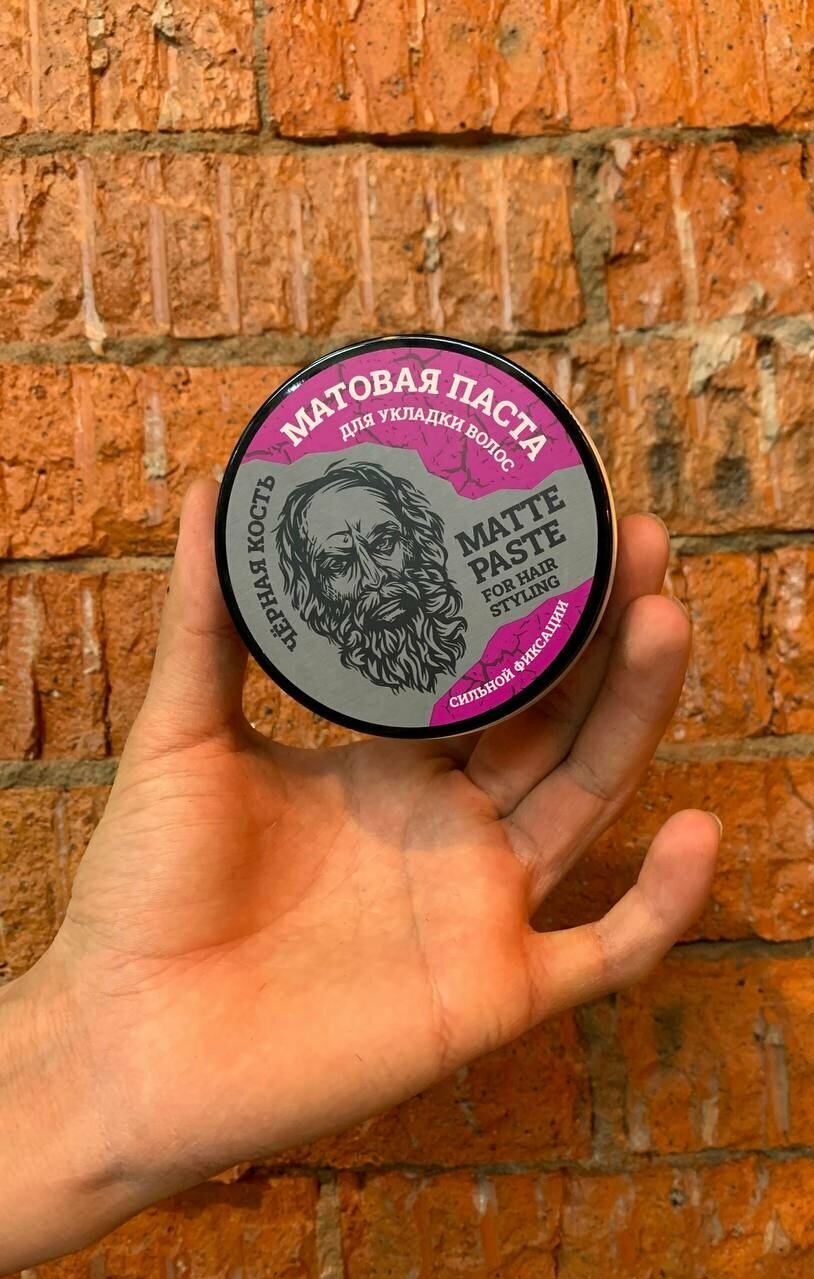 МАТОВАЯ ПАСТА
ДЛЯ УКЛАДКИ ВОЛОС
ЧЁРНАЯ КОСТЬ
MATTE
PASTE
FOR HAIR
STYLING
СИЛЬНОЙ ФИКСАЦИИ